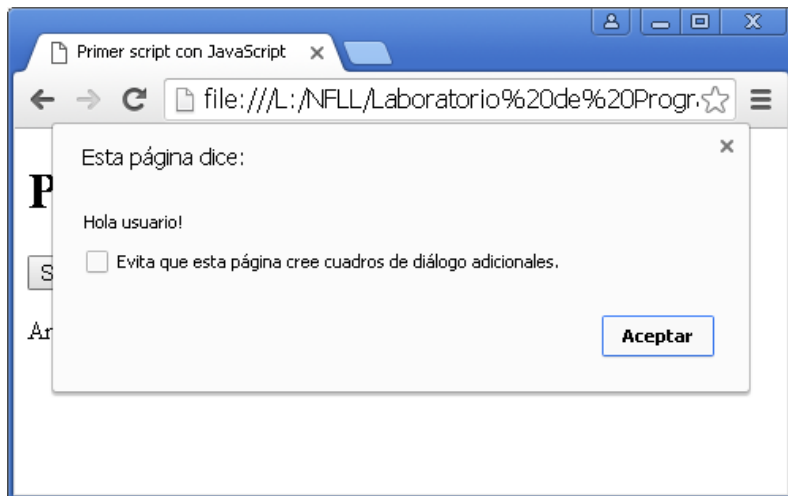 Primer script con JavaScript
file:///L:/NFLL/Laboratorio%20de%20Progr
Esta página dice:
Hola usuario!
Evita que esta página cree cuadros de diálogo adicionales.
Aceptar